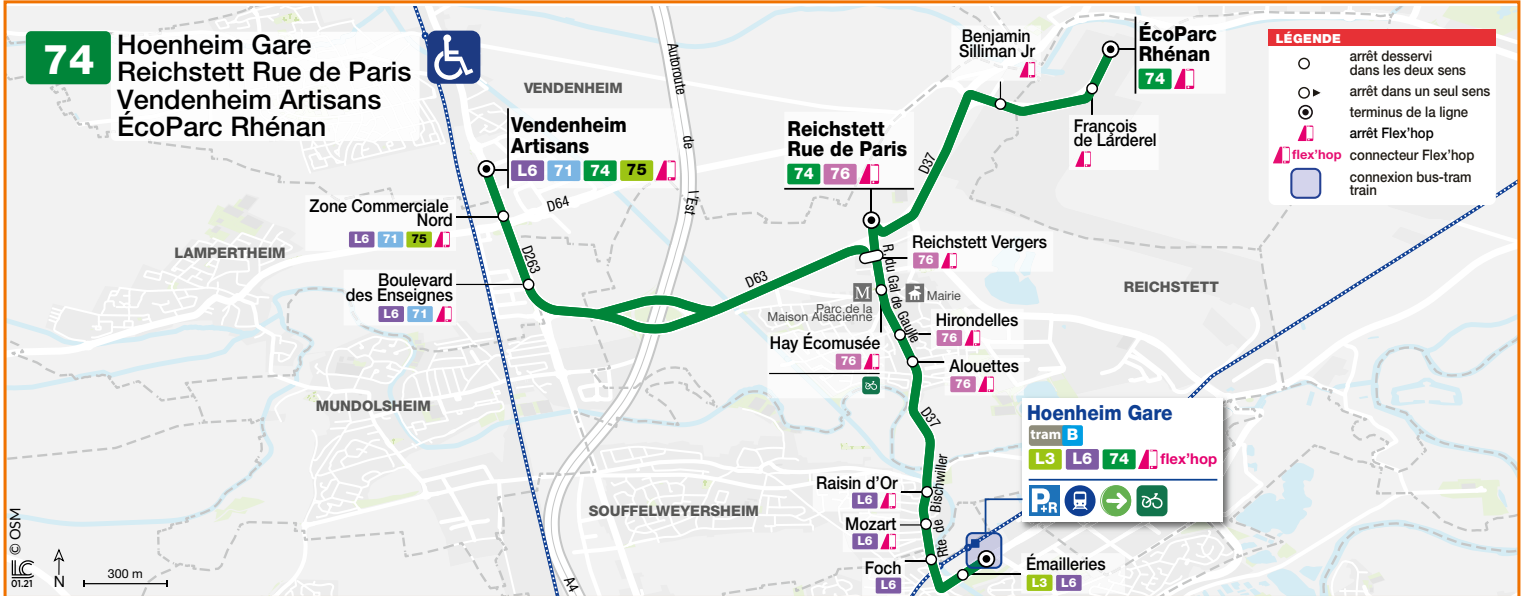 74
Hoenheim Gare
Reichstett Rue de Paris
Vendenheim Artisans
ÉcoParc Rhénan
VENDENHEIM
Autoroute de l'Est
Benjamin
Silliman Jr
ÉcoParc
Rhénan
74
François
de Larderel
LÉGENDE
arrêt desservi
dans les deux sens
arrêt dans un seul sens
terminus de la ligne
arrêt Flex'hop
flex'hop connecteur Flex'hop
connexion bus-tram
train
Vendenheim
Artisans
L6 71 74 75
Reichstett
Rue de Paris
74 76
D37
Zone Commerciale
Nord
L6 71 75
D64
LAMPERTHEIM
D263
Boulevard
des Enseignes
L6 71
D63
Reichstett Vergers
76
R. du Gal de Gaulle
M
Mairie
Parc de la
Maison Alsacienne
REICHSTETT
Hirondelles
76
Hay Écomusée
76
Alouettes
76
MUNDOLSHEIM
D37
Hoenheim Gare
tram B
L3 L6 74 flex'hop
P+R
Raisin d'Or
L6
Rte de Bischwiller
SOUFFELWEYERSHEIM
Mozart
L6
Foch
L6
Émailleries
L3 L6
A4
© OSM
LC
01.21
N
300 m